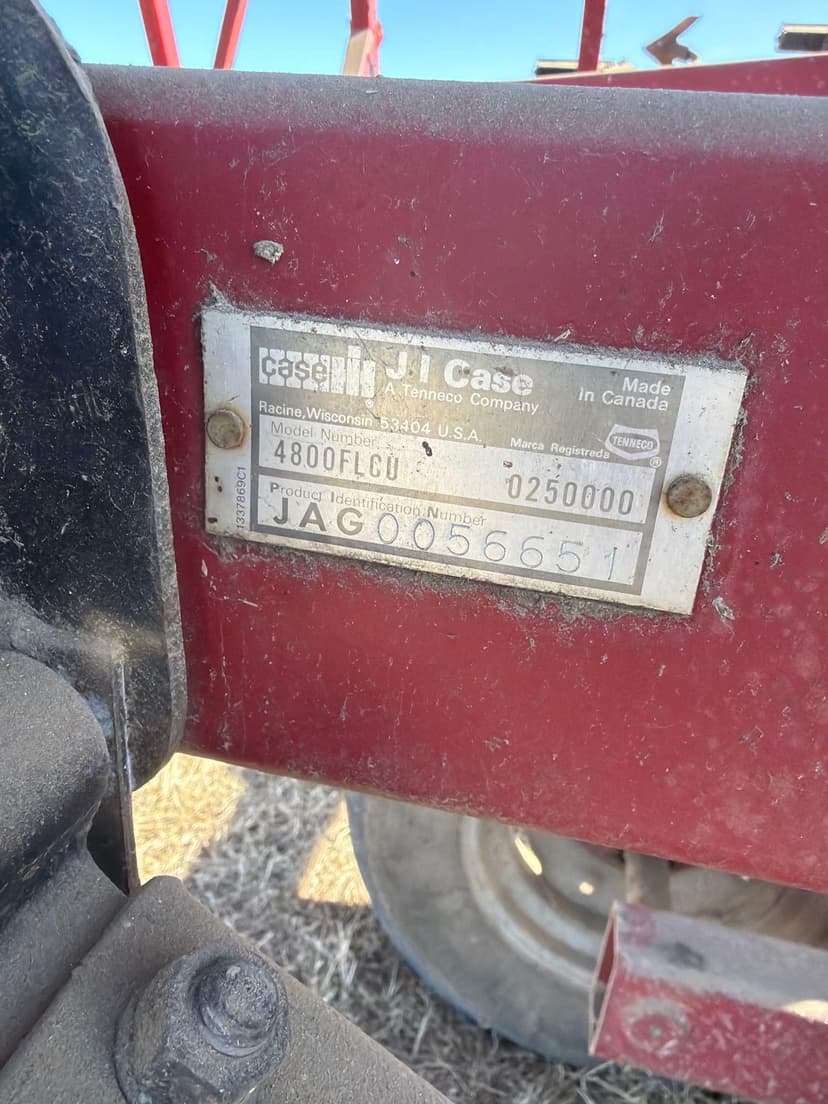 case ih
J I Case
A Tenneco Company
Made
in Canada
®
Racine, Wisconsin 53404 U.S.A.
Marca Registrada
TENNECO
®
Model Number
4800FLCU
0250000
Product Identification Number
JAG0056651
1337869C1